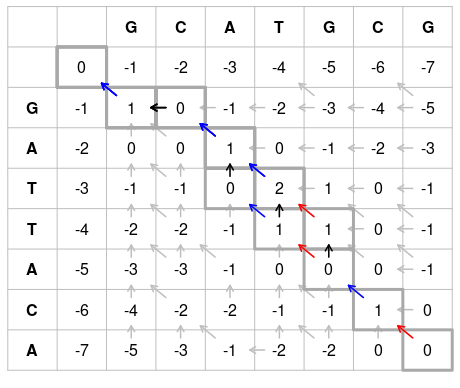 G C A T G C G
0 -1 -2 -3 -4 -5 -6 -7
G -1 1 0 -1 -2 -3 -4 -5
A -2 0 0 1 0 -1 -2 -3
T -3 -1 -1 0 2 1 0 -1
T -4 -2 -2 -1 1 1 0 -1
A -5 -3 -3 -1 0 0 0 -1
C -6 -4 -2 -2 -1 -1 1 0
A -7 -5 -3 -1 -2 -2 0 0